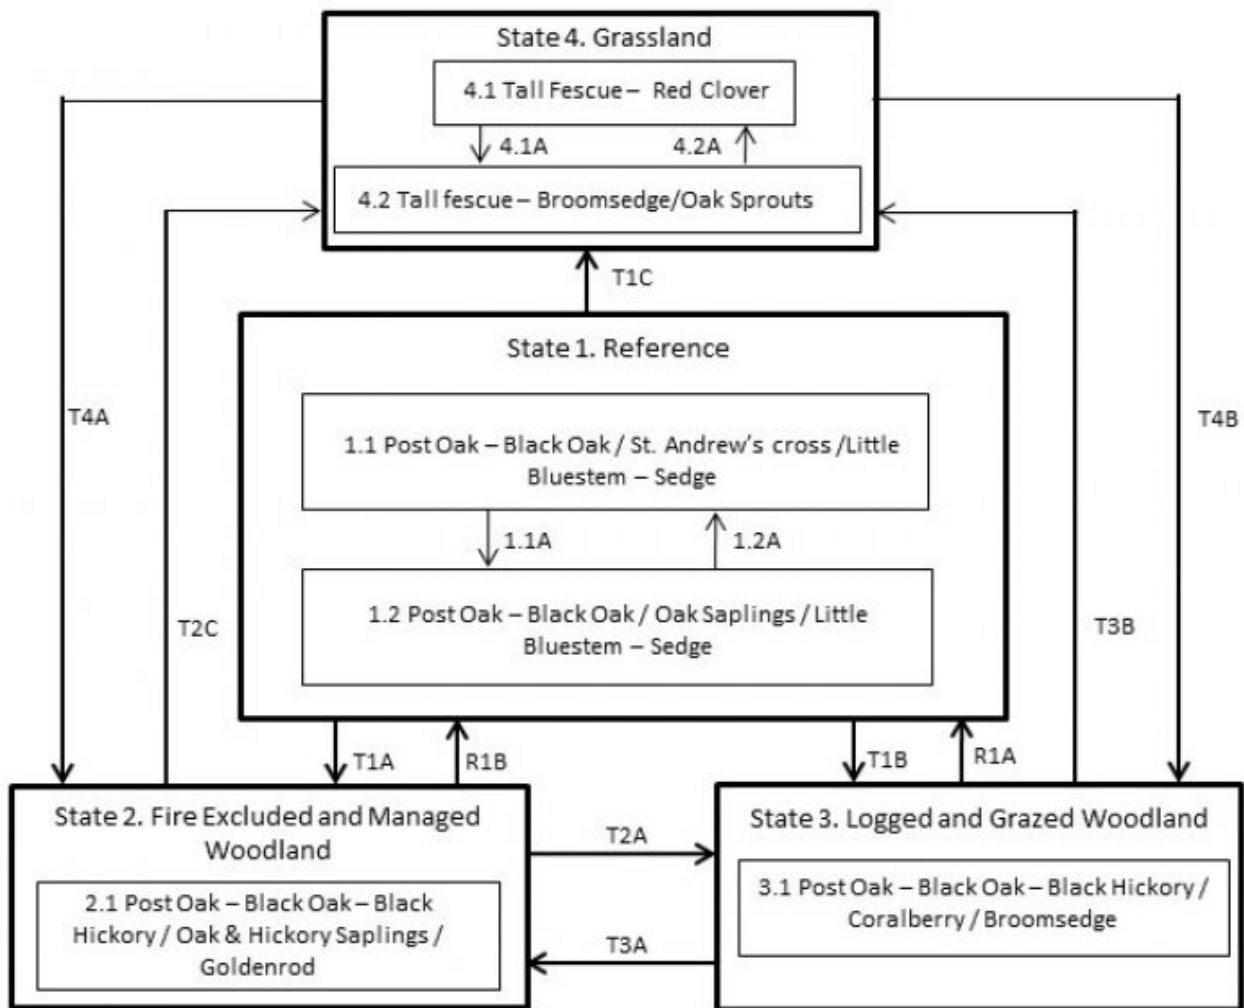 State 4. Grassland
4.1 Tall Fescue – Red Clover
4.1A
4.2A
4.2 Tall fescue – Broomsedge/Oak Sprouts
T1C
State 1. Reference
T4A
T4B
1.1 Post Oak – Black Oak / St. Andrew's cross /Little
Bluestem – Sedge
1.1A
1.2A
1.2 Post Oak – Black Oak / Oak Saplings / Little
Bluestem – Sedge
T2C
T3B
T1A
R1B
T1B
R1A
State 2. Fire Excluded and Managed
Woodland
2.1 Post Oak – Black Oak – Black
Hickory / Oak & Hickory Saplings /
Goldenrod
T2A
T3A
State 3. Logged and Grazed Woodland
3.1 Post Oak – Black Oak – Black Hickory /
Coralberry / Broomsedge